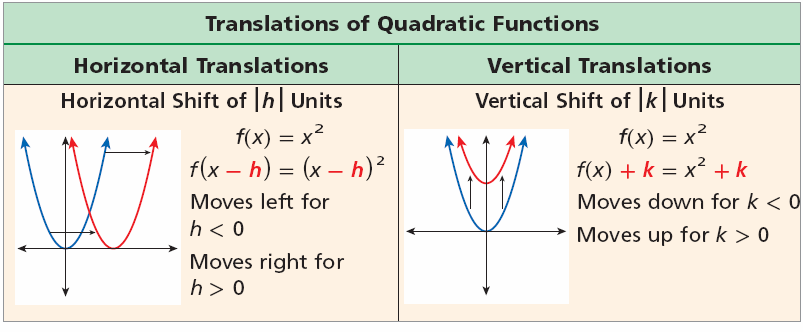 Translations of Quadratic Functions
Horizontal Translations
Horizontal Shift of |h| Units
f(x) = x²
f(x – h) = (x – h)²
Moves left for
h < 0
Moves right for
h > 0
Vertical Translations
Vertical Shift of |k| Units
f(x) = x²
f(x) + k = x² + k
Moves down for k < 0
Moves up for k > 0